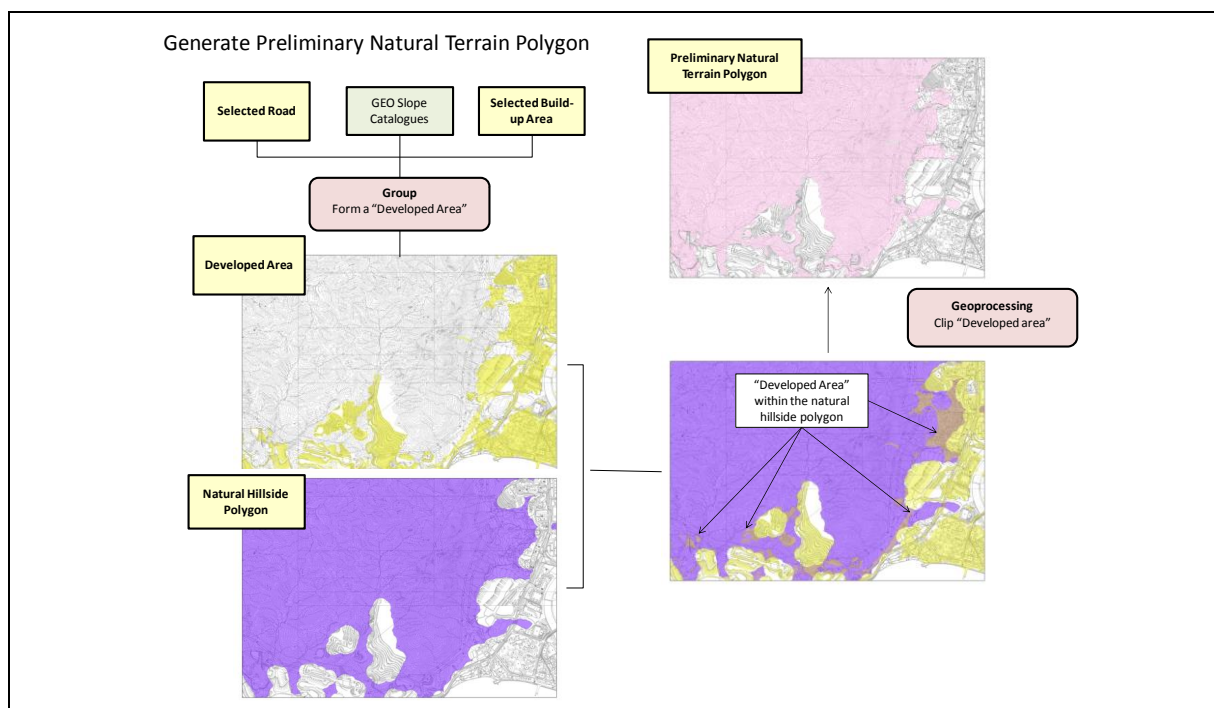 Generate Preliminary Natural Terrain Polygon
Selected Road
GEO Slope
Catalogues
Selected Build-
up Area
Group
Form a “Developed Area”
Developed Area
Natural Hillside
Polygon
Preliminary Natural
Terrain Polygon
Geoprocessing
Clip “Developed area”
“Developed Area”
within the natural
hillside polygon